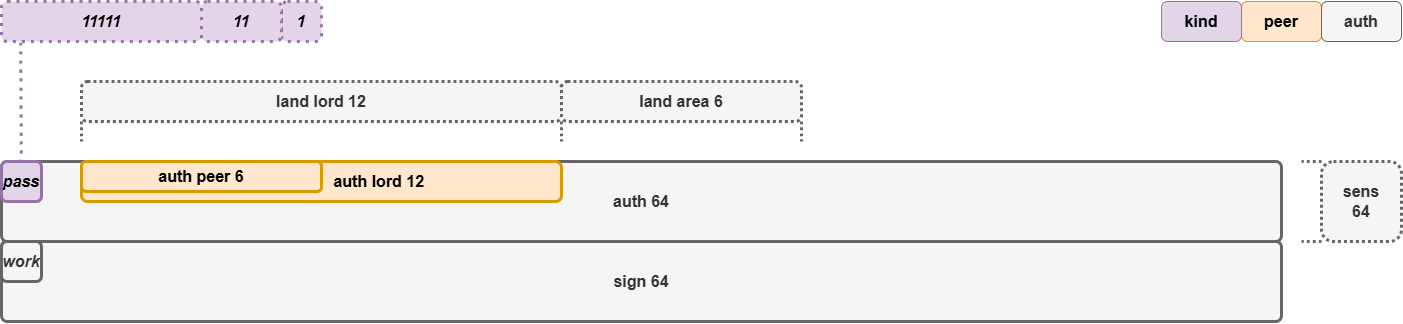 11111 11 1
kind peer auth
land lord 12 land area 6
pass
auth peer 6
auth lord 12
auth 64
sens
64
work
sign 64